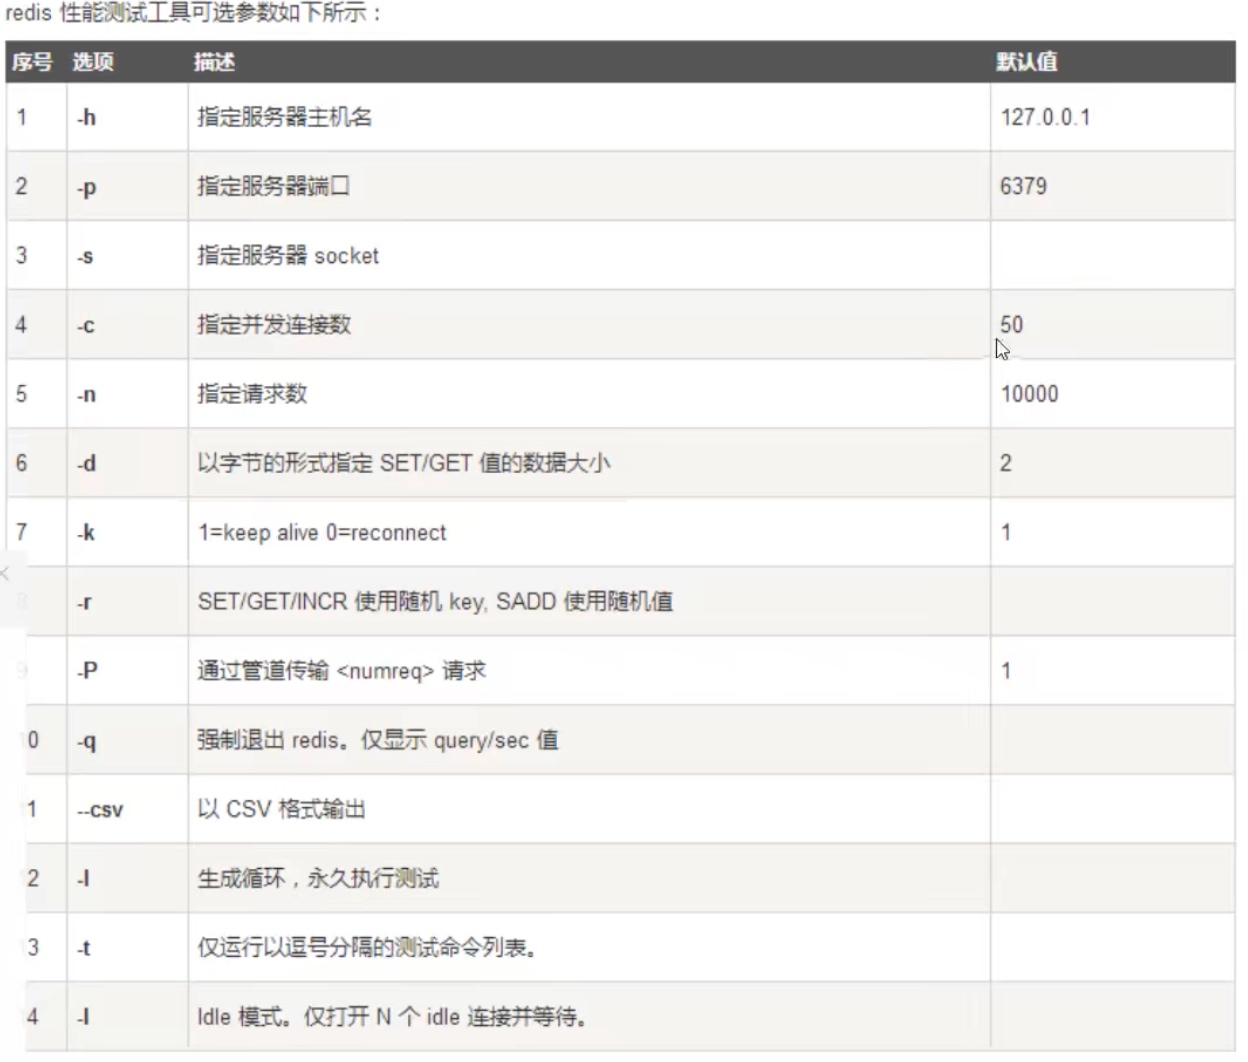 redis 性能测试工具可选参数如下所示：
序号 选项 描述 默认值
1 -h 指定服务器主机名 127.0.0.1
2 -p 指定服务器端口 6379
3 -s 指定服务器 socket
4 -c 指定并发连接数 50
5 -n 指定请求数 10000
6 -d 以字节的形式指定 SET/GET 值的数据大小 2
7 -k 1=keep alive 0=reconnect 1
8 -r SET/GET/INCR 使用随机 key, SADD 使用随机值
9 -P 通过管道传输 <numreq> 请求 1
10 -q 强制退出 redis。仅显示 query/sec 值
11 --csv 以 CSV 格式输出
12 -l 生成循环，永久执行测试
13 -t 仅运行以逗号分隔的测试命令列表。
14 -I Idle 模式。仅打开 N 个 idle 连接并等待。